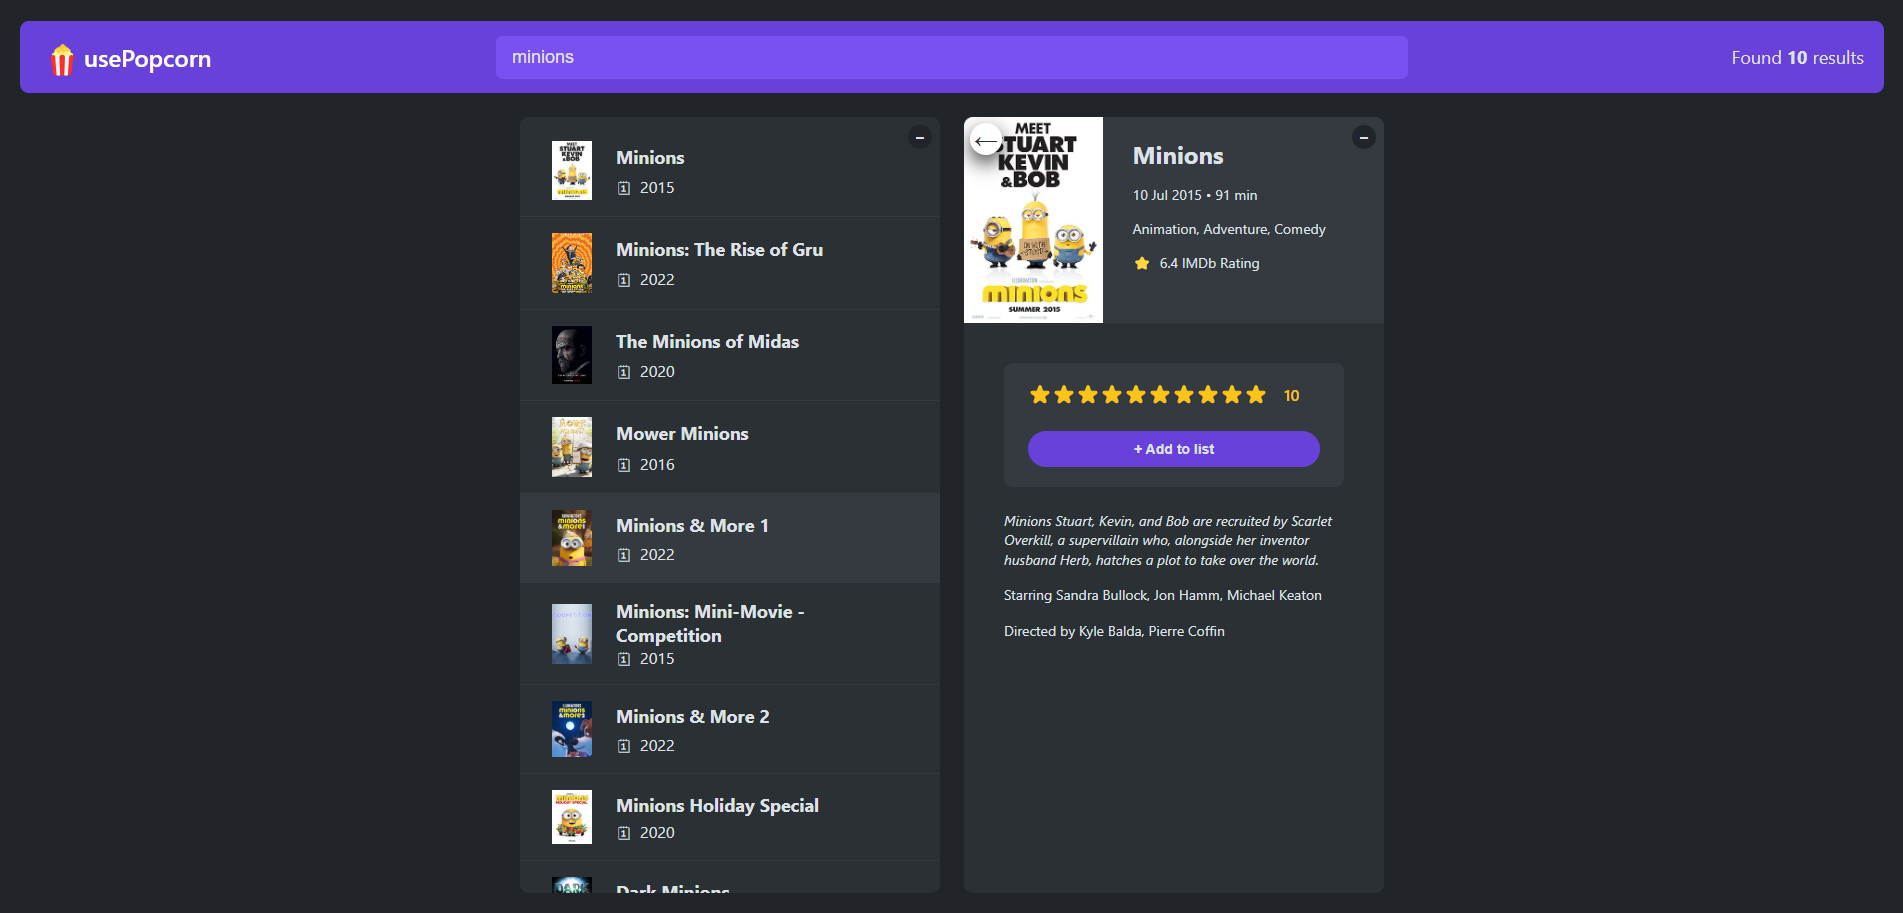 usePopcorn
minions
Found 10 results
Minions
2015
Minions: The Rise of Gru
2022
The Minions of Midas
2020
Mower Minions
2016
Minions & More 1
2022
Minions: Mini-Movie -
Competition
2015
Minions & More 2
2022
Minions Holiday Special
2020
Dark Minions
MEET
STUART
KEVIN
&BOB
MINIONS
SUMMER 2015
←
Minions
10 Jul 2015 • 91 min
Animation, Adventure, Comedy
6.4 IMDb Rating
10
+ Add to list
Minions Stuart, Kevin, and Bob are recruited by Scarlet
Overkill, a supervillain who, alongside her inventor
husband Herb, hatches a plot to take over the world.
Starring Sandra Bullock, Jon Hamm, Michael Keaton
Directed by Kyle Balda, Pierre Coffin